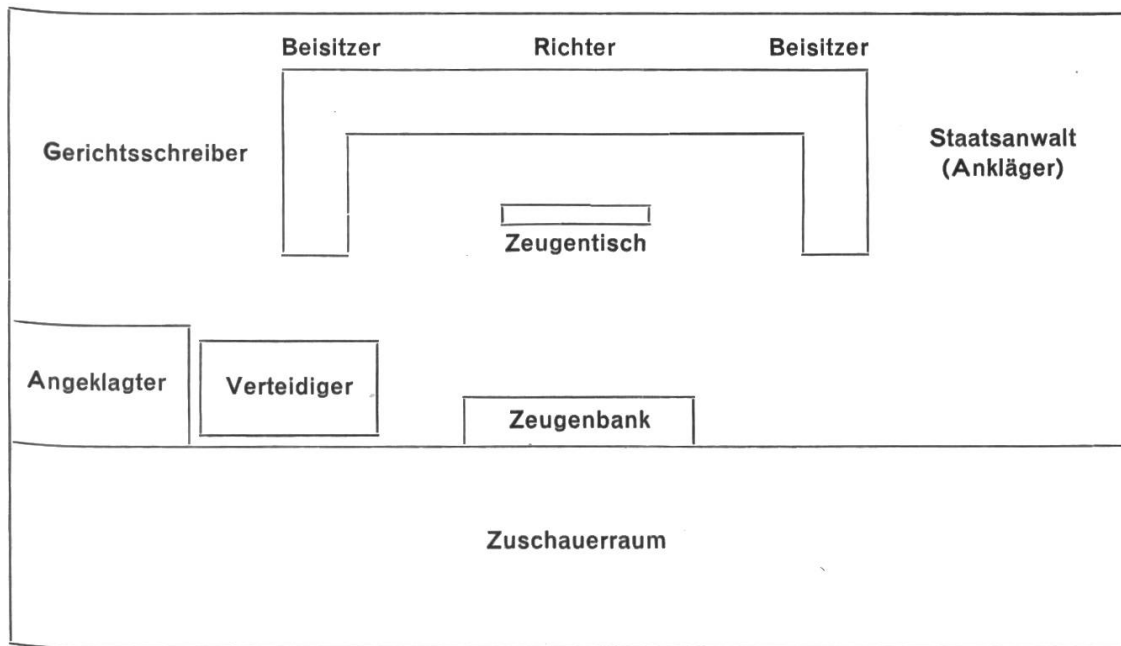 Beisitzer Richter Beisitzer
Gerichtsschreiber
Staatsanwalt
(Ankläger)
Zeugentisch
Angeklagter
Verteidiger
Zeugenbank
Zuschauerraum